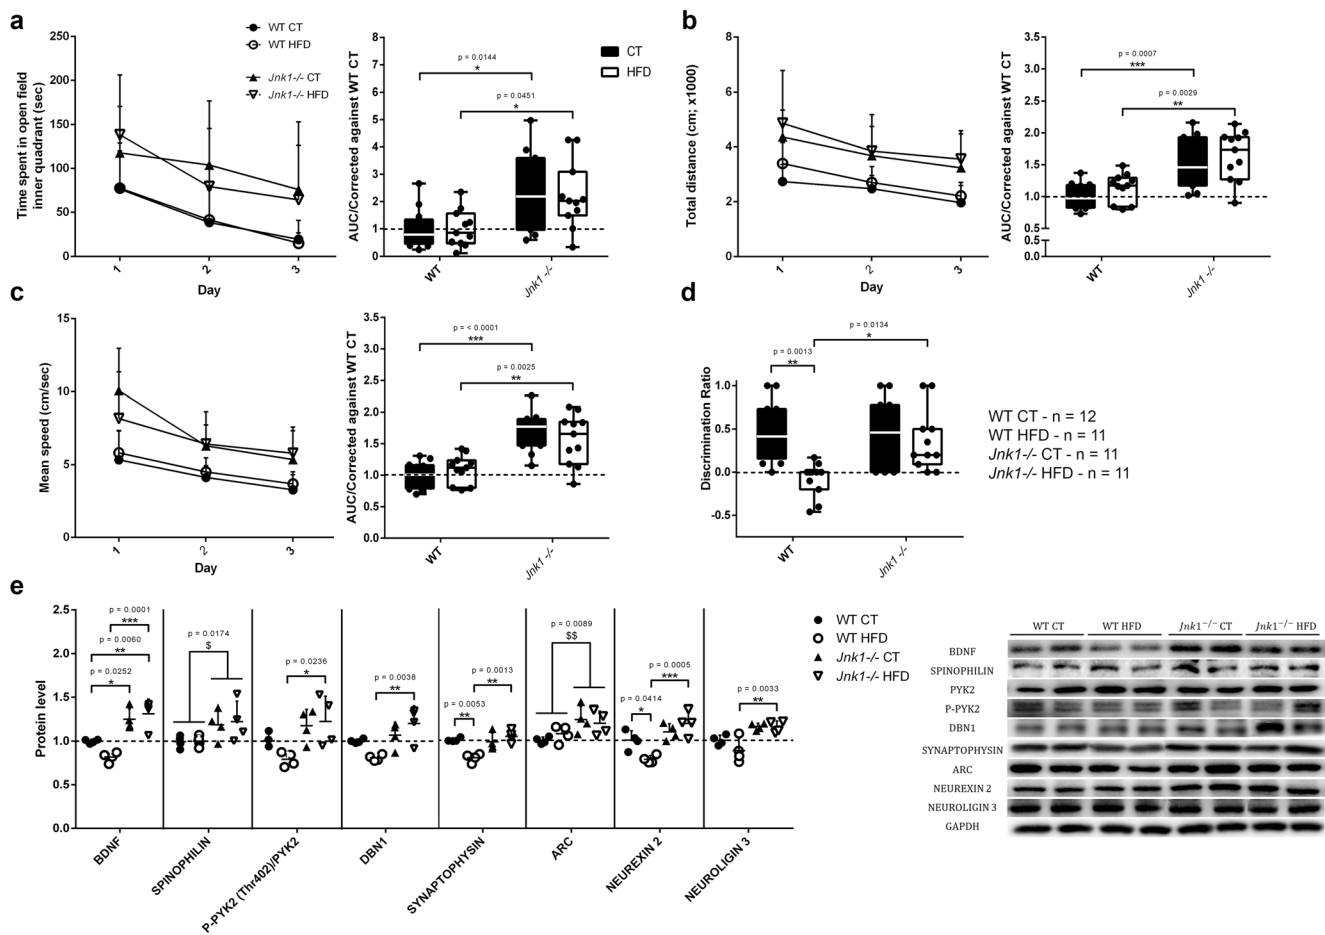 a
WT CT
WT HFD
Jnk1-/- CT
Jnk1-/- HFD
Time spent in open field
inner quadrant (sec)
250
200
150
100
50
0
1
2
3
Day
AUC/Corrected against WT CT
8
7
6
5
4
3
2
1
0
p = 0.0144
*
p = 0.0451
*
CT
HFD
WT
Jnk1 -/-
b
Total distance (cm; x1000)
8
6
4
2
0
1
2
3
Day
AUC/Corrected against WT CT
3.5
3.0
2.5
2.0
1.5
1.0
0.5
0.5
0.0
p = 0.0007
***
p = 0.0029
**
WT
Jnk1 -/-
c
Mean speed (cm/sec)
15
10
5
0
1
2
3
Day
AUC/Corrected against WT CT
3.5
3.0
2.5
2.0
1.5
1.0
0.5
0.0
p = < 0.0001
***
p = 0.0025
**
WT
Jnk1 -/-
d
Discrimination Ratio
1.0
0.5
0.0
-0.5
p = 0.0013
**
p = 0.0134
*
WT
Jnk1 -/-
WT CT - n = 12
WT HFD - n = 11
Jnk1-/- CT - n = 11
Jnk1-/- HFD - n = 11
e
Protein level
2.5
2.0
1.5
1.0
0.5
0.0
p = 0.0001
***
p = 0.0060
**
p = 0.0252
*
p = 0.0174
$
p = 0.0236
*
p = 0.0038
**
p = 0.0013
**
p = 0.0053
**
p = 0.0089
$$
p = 0.0005
***
p = 0.0414
*
p = 0.0033
**
BDNF
SPINOPHILIN
P-PYK2 (Thr402)/PYK2
DBN1
SYNAPTOPHYSIN
ARC
NEUREXIN 2
NEUROLIGIN 3
WT CT
WT HFD
Jnk1-/- CT
Jnk1-/- HFD
WT CT WT HFD Jnk1−/− CT Jnk1−/− HFD
BDNF
SPINOPHILIN
PYK2
P-PYK2
DBN1
SYNAPTOPHYSIN
ARC
NEUREXIN 2
NEUROLIGIN 3
GAPDH